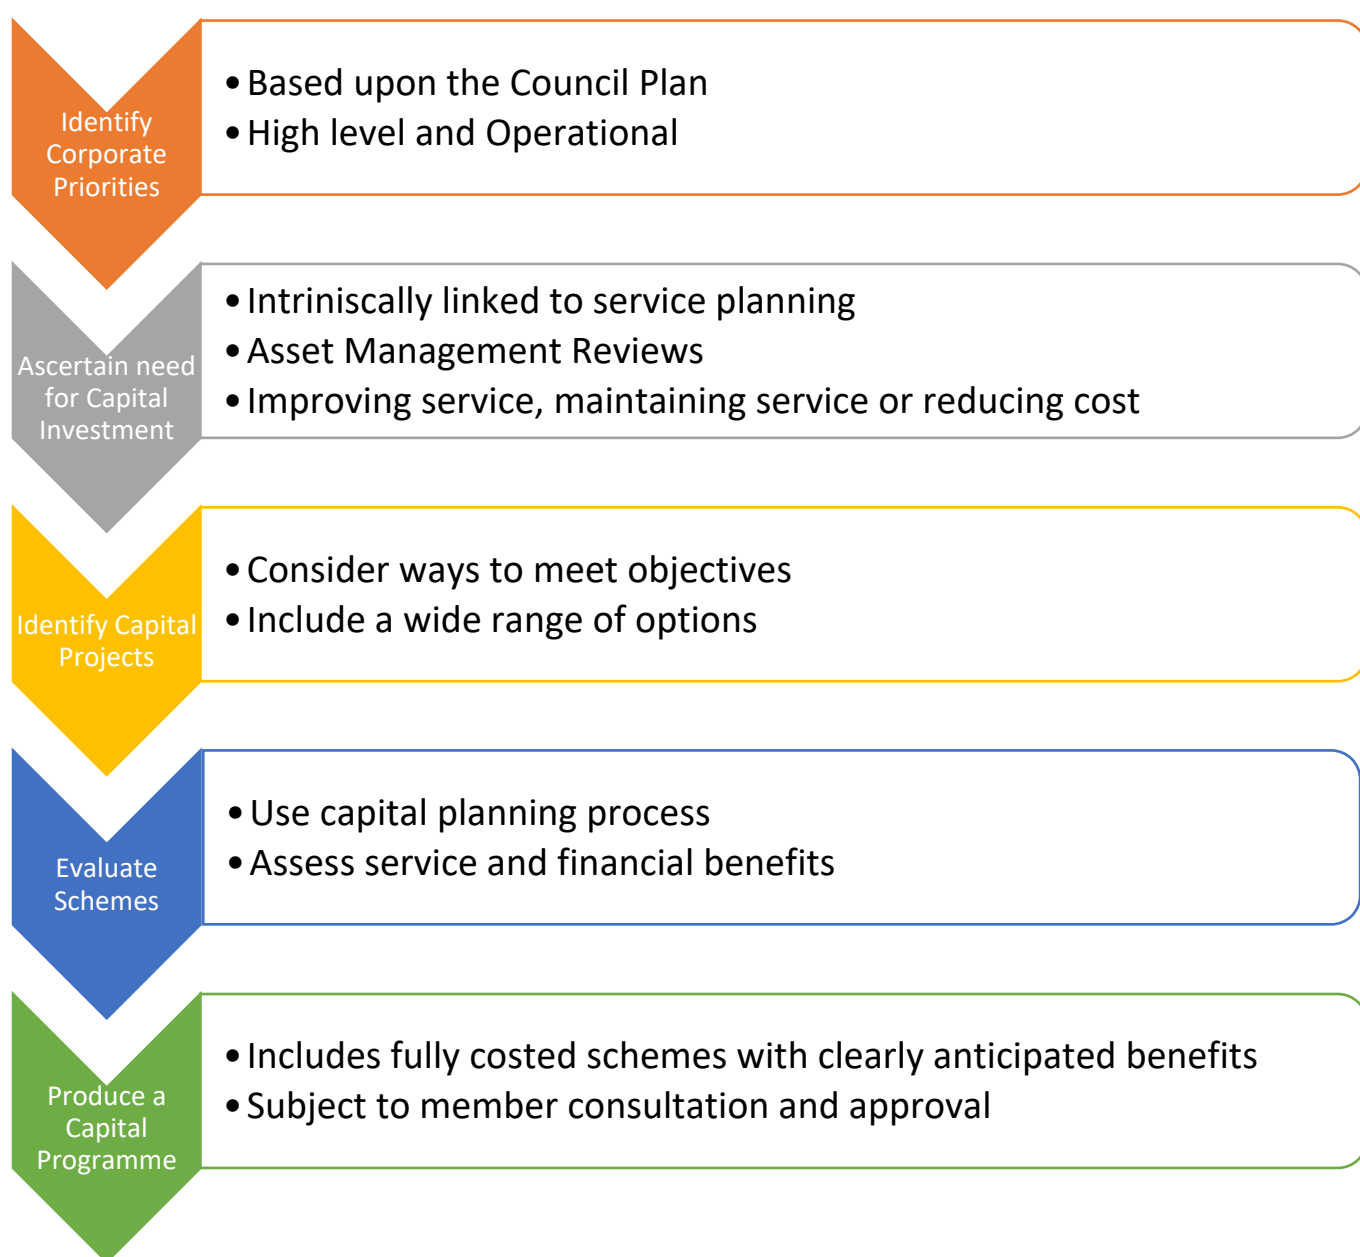 Identify
Corporate
Priorities
• Based upon the Council Plan
• High level and Operational
Ascertain need
for Capital
Investment
• Intriniscally linked to service planning
• Asset Management Reviews
• Improving service, maintaining service or reducing cost
Identify Capital
Projects
• Consider ways to meet objectives
• Include a wide range of options
Evaluate
Schemes
• Use capital planning process
• Assess service and financial benefits
Produce a
Capital
Programme
• Includes fully costed schemes with clearly anticipated benefits
• Subject to member consultation and approval